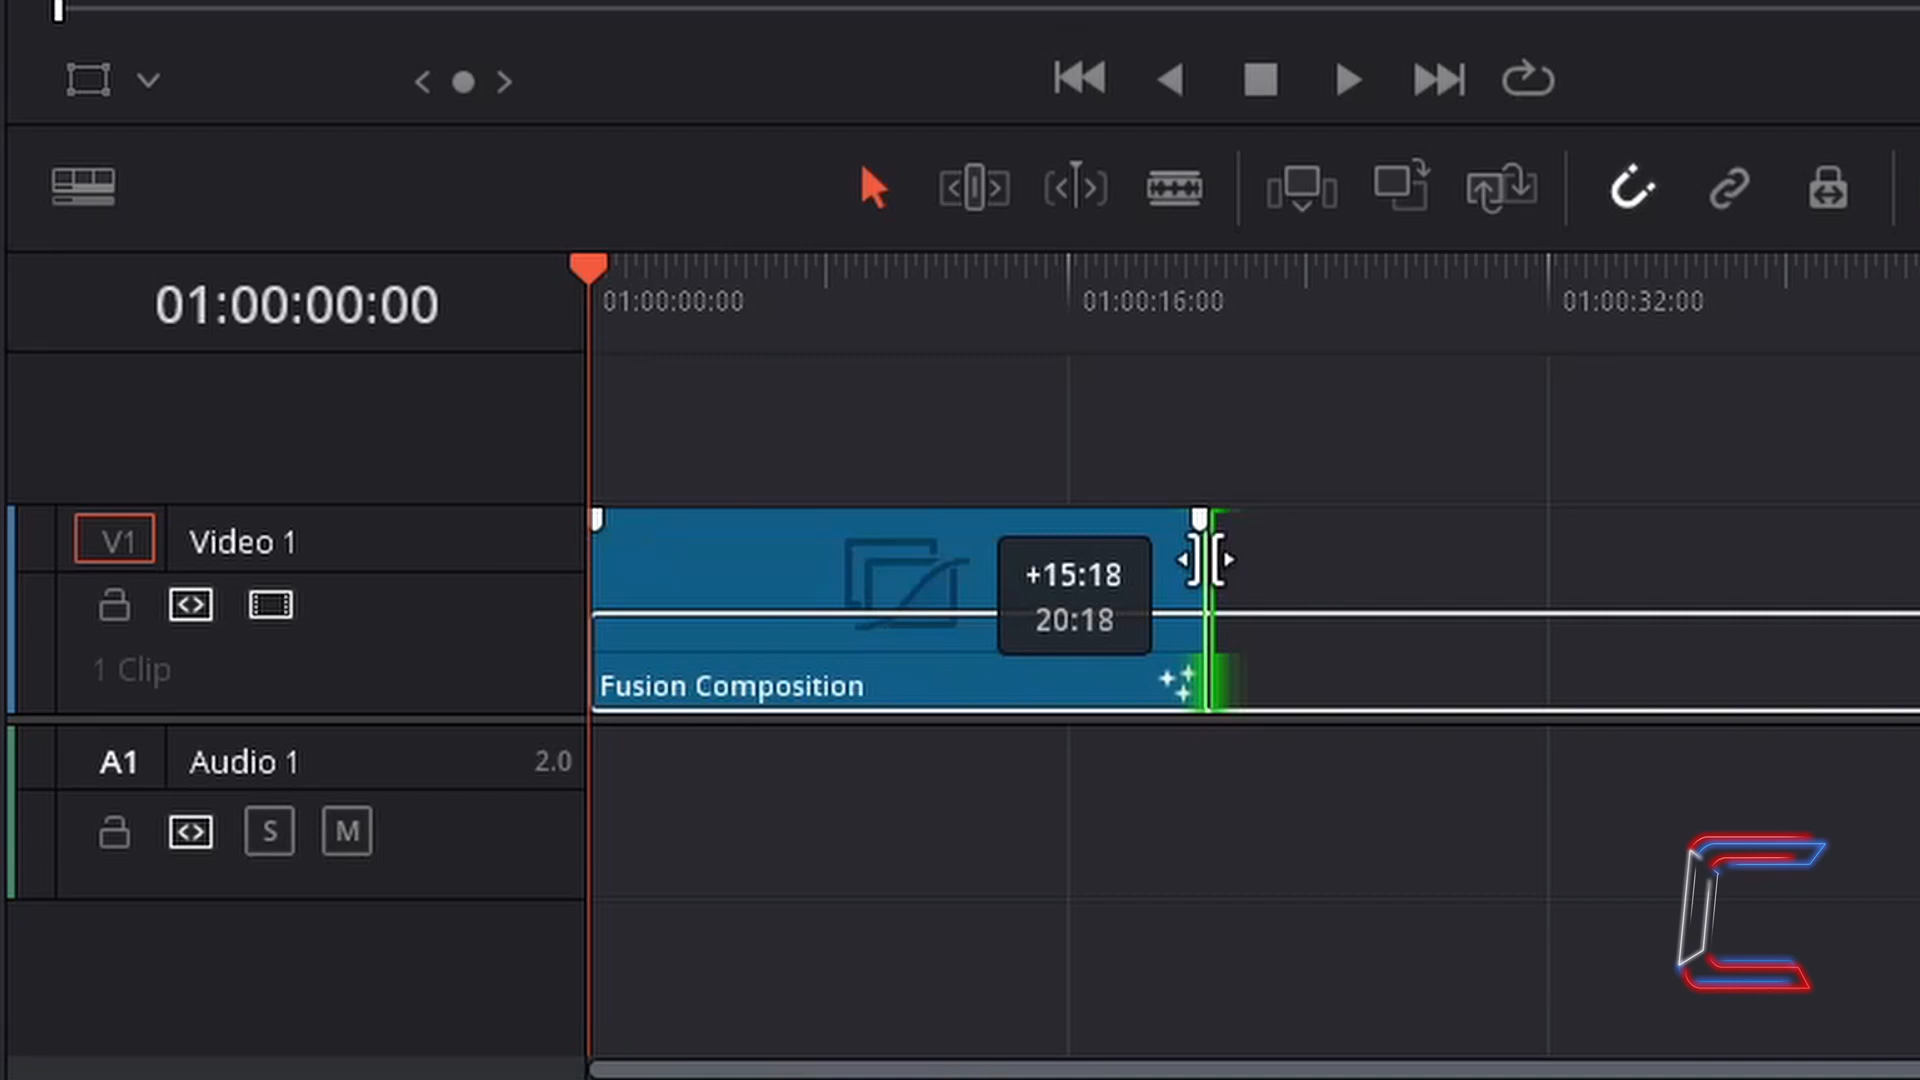 01:00:00:00
01:00:00:00
01:00:16:00
01:00:32:00
V1 Video 1
+15:18
20:18
1 Clip
Fusion Composition
A1 Audio 1 2.0
S M